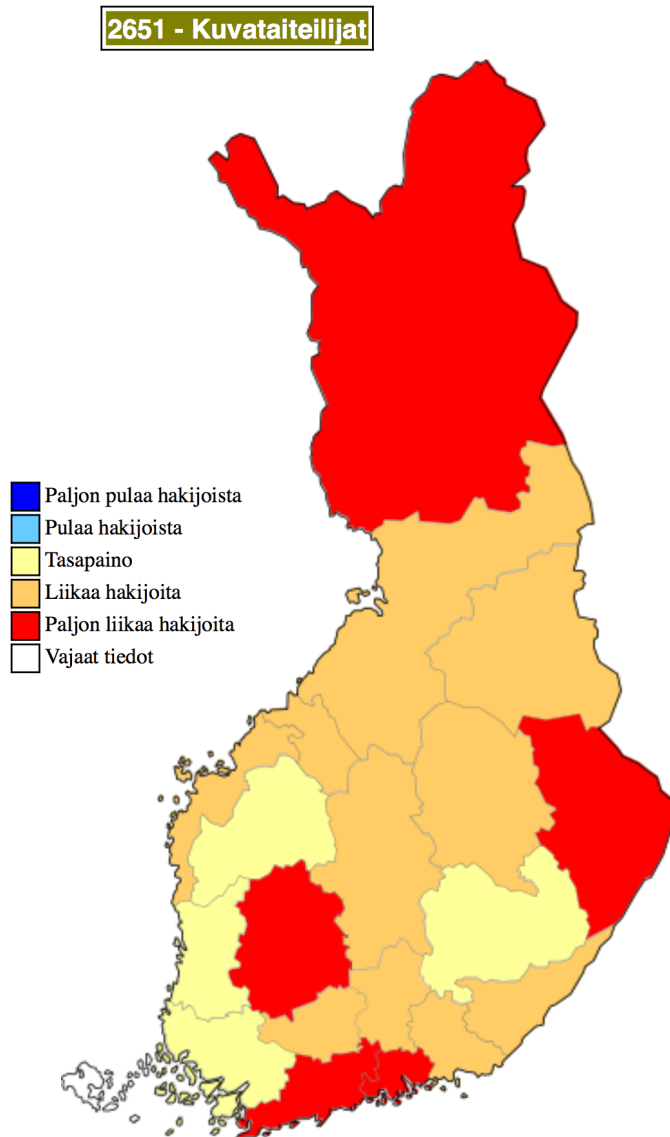 2651 - Kuvataiteilijat
Paljon pulaa hakijoista
Pulaa hakijoista
Tasapaino
Liikaa hakijoita
Paljon liikaa hakijoita
Vajaat tiedot